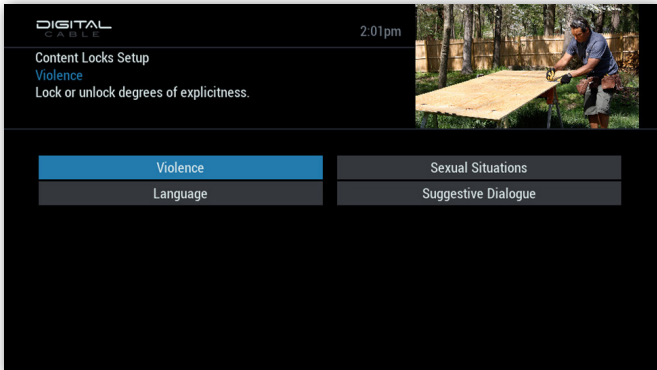 DIGITAL
CABLE
2:01pm
Content Locks Setup
Violence
Lock or unlock degrees of explicitness.
Violence
Sexual Situations
Language
Suggestive Dialogue